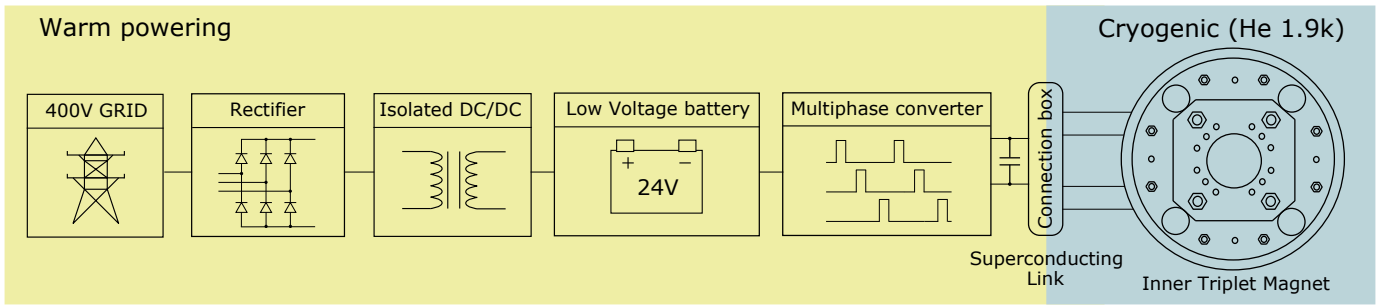 Warm powering
Cryogenic (He 1.9k)
400V GRID
Rectifier
Isolated DC/DC
Low Voltage battery
+ −
24V
Multiphase converter
Connection box
Superconducting
Link
Inner Triplet Magnet